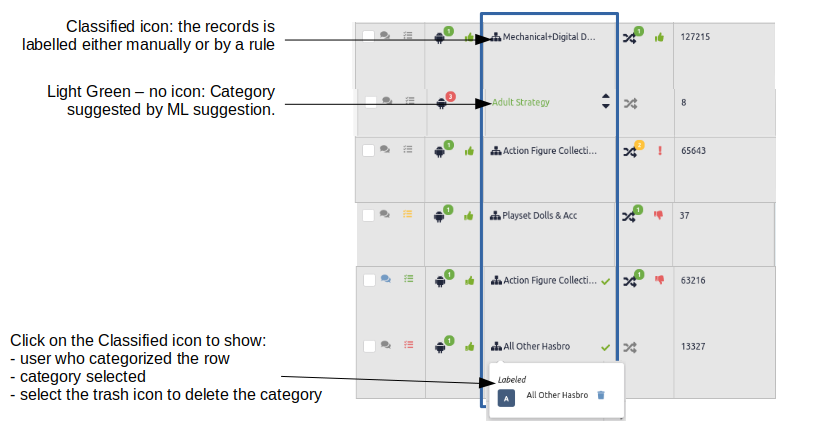 Classified icon: the records is
labelled either manually or by a rule
1
Mechanical+Digital D...
1
127215
Light Green – no icon: Category
suggested by ML suggestion.
3
Adult Strategy
8
1
Action Figure Collecti...
2
65643
1
Playset Dolls & Acc
1
37
1
Action Figure Collecti...
1
63216
Click on the Classified icon to show:
- user who categorized the row
- category selected
- select the trash icon to delete the category
1
All Other Hasbro
13327
Labeled
A
All Other Hasbro